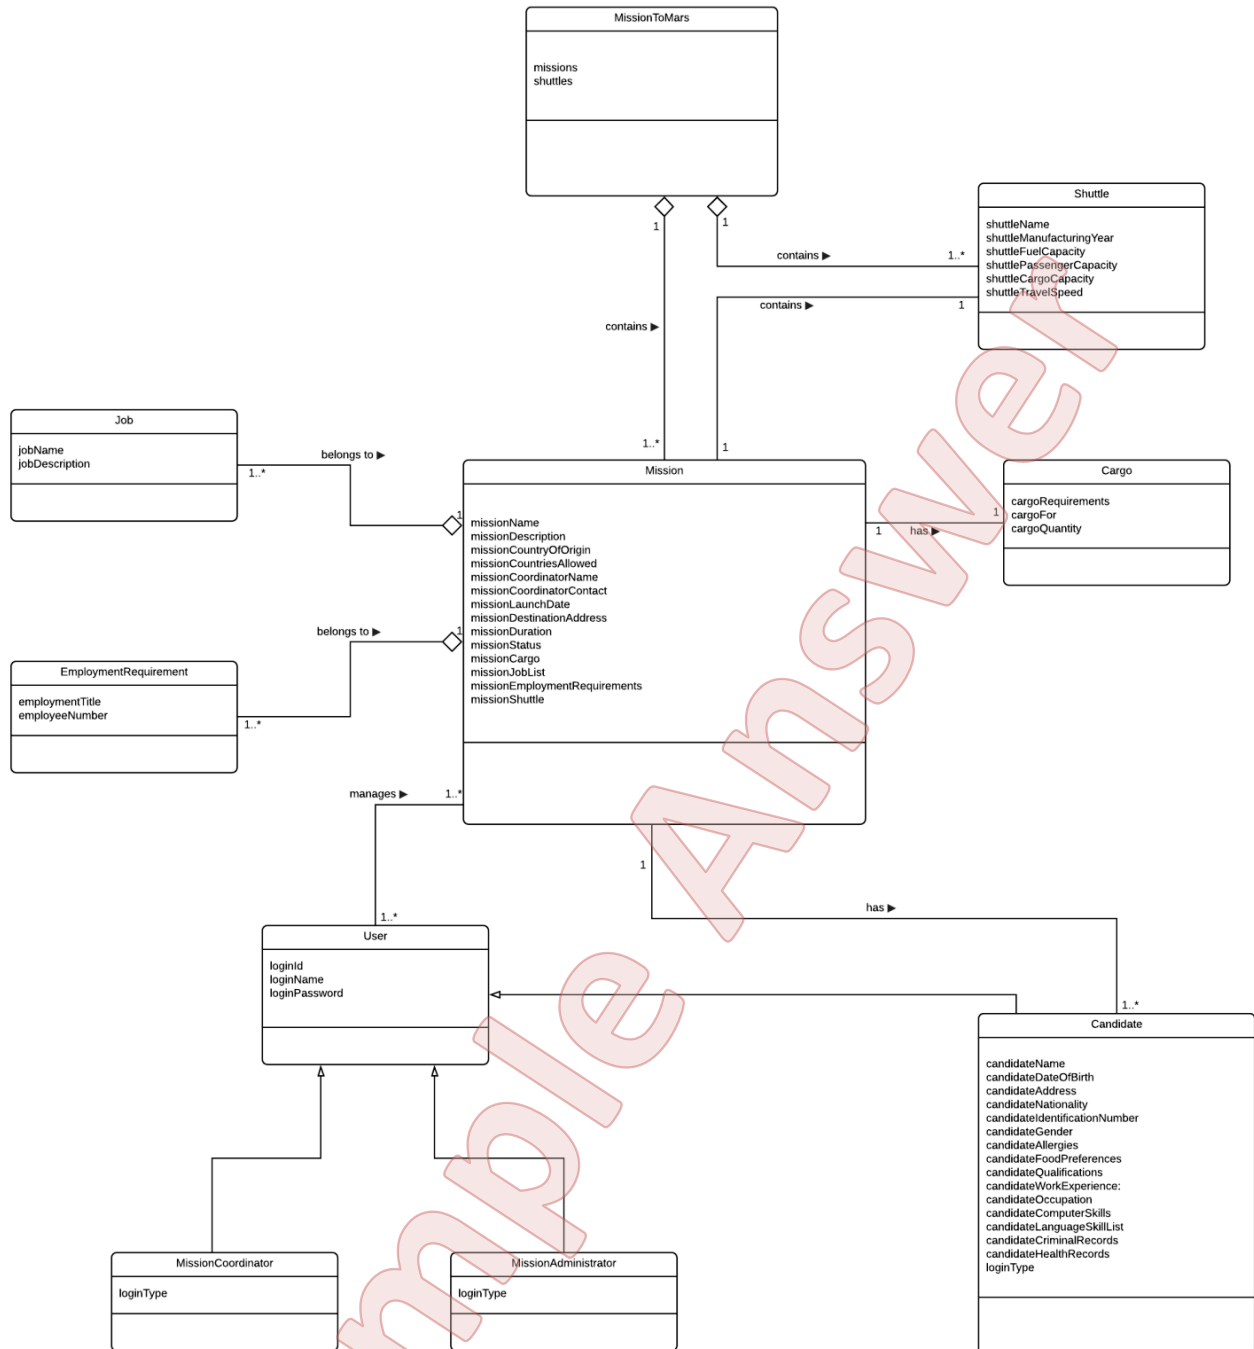 MissionToMars
missions
shuttles
1
1
Shuttle
shuttleName
shuttleManufacturingYear
shuttleFuelCapacity
shuttlePassengerCapacity
shuttleCargoCapacity
shuttleTravelSpeed
contains ▶
1..*
contains ▶
1
contains ▶
1..*
1
Job
jobName
jobDescription
belongs to ▶
1..*
1
Mission
missionName
missionDescription
missionCountryOfOrigin
missionCountriesAllowed
missionCoordinatorName
missionCoordinatorContact
missionLaunchDate
missionDestinationAddress
missionDuration
missionStatus
missionCargo
missionJobList
missionEmploymentRequirements
missionShuttle
Cargo
cargoRequirements
cargoFor
cargoQuantity
1
1
has ▶
belongs to ▶
1
EmploymentRequirement
employmentTitle
employeeNumber
1..*
manages ▶
1..*
1..*
1
has ▶
1..*
User
loginId
loginName
loginPassword
Candidate
candidateName
candidateDateOfBirth
candidateAddress
candidateNationality
candidateIdentificationNumber
candidateGender
candidateAllergies
candidateFoodPreferences
candidateQualifications
candidateWorkExperience:
candidateOccupation
candidateComputerSkills
candidateLanguageSkillList
candidateCriminalRecords
candidateHealthRecords
loginType
MissionCoordinator
loginType
MissionAdministrator
loginType
mple Answer